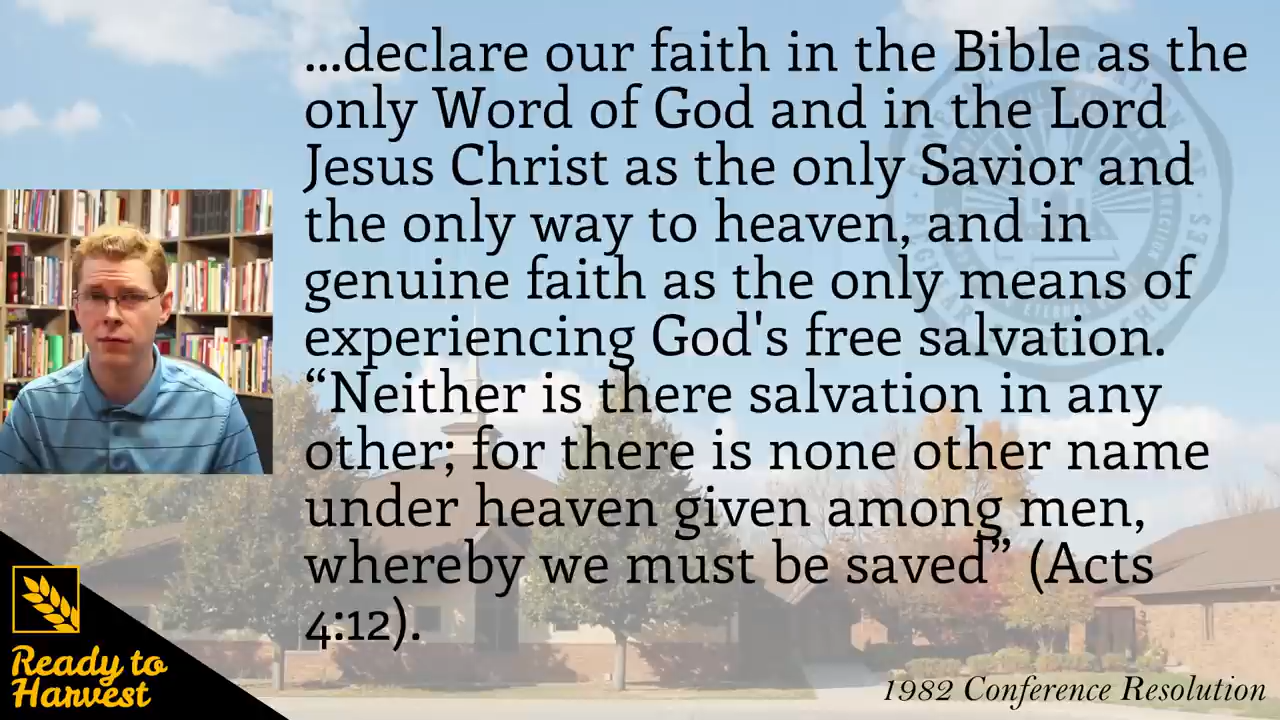 ...declare our faith in the Bible as the
only Word of God and in the Lord
Jesus Christ as the only Savior and
the only way to heaven, and in
genuine faith as the only means of
experiencing God's free salvation.
“Neither is there salvation in any
other; for there is none other name
under heaven given among men,
whereby we must be saved” (Acts
4:12).
Ready to
Harvest
1982 Conference Resolution